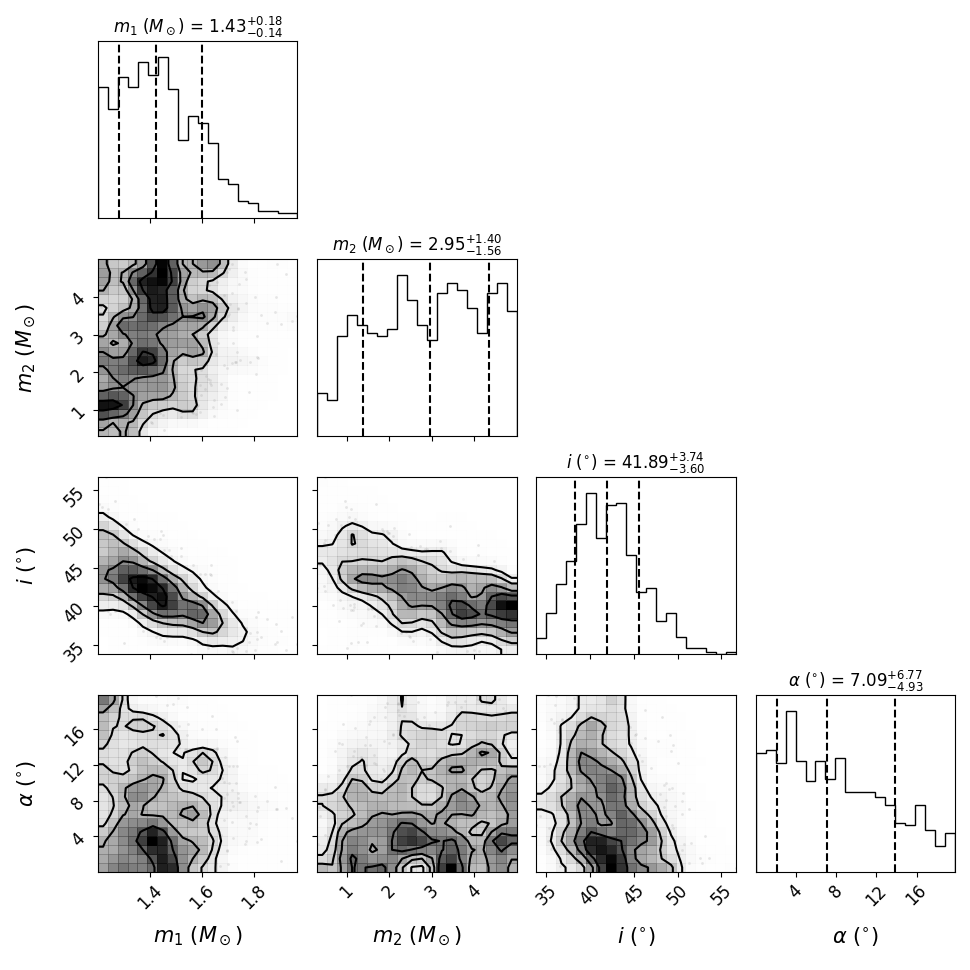 m₁ (M⊙) = 1.43 +0.18 −0.14
m₂ (M⊙) = 2.95 +1.40 −1.56
4
3
2
1
m₂ (M⊙)
i (°) = 41.89 +3.74 −3.60
55
50
45
40
35
i (°)
α (°) = 7.09 +6.77 −4.93
16
12
8
4
α (°)
1.4 1.6 1.8 1 2 3 4 35 40 45 50 55 4 8 12 16
m₁ (M⊙) m₂ (M⊙) i (°) α (°)